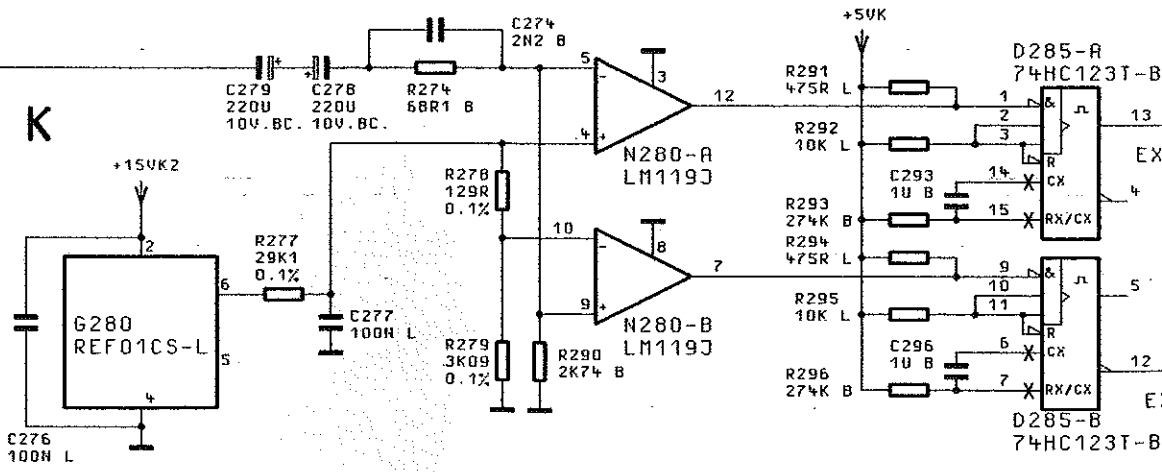 C274
2N2 B
C279
220U
10V.BC.
C278
220U
10V.BC.
R274
68R1 B
5
-
3
12
4
+
N280-A
LM119J
K
+15VK2
2
R277
29K1
0.1%
6
G280
REF01CS-L
5
4
C276
100N L
C277
100N L
R278
129R
0.1%
10
-
8
7
9
+
N280-B
LM119J
R279
3K09
0.1%
R290
2K74 B
+5VK
R291
475R L
R292
10K L
C293
1U B
R293
274K B
R294
475R L
R295
10K L
C296
1U B
R296
274K B
D285-A
74HC123T-B
1
&
2
3
R
14
CX
15
RX/CX
13
EX
4
9
&
10
11
R
6
CX
7
RX/CX
5
12
D285-B
74HC123T-B